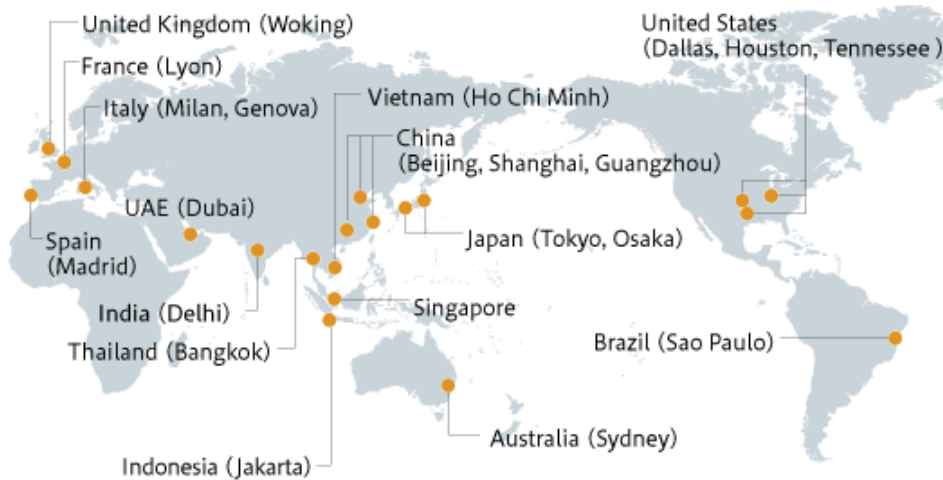 United Kingdom (Woking)
France (Lyon)
Italy (Milan, Genova)
Vietnam (Ho Chi Minh)
United States
(Dallas, Houston, Tennessee )
China
(Beijing, Shanghai, Guangzhou)
UAE (Dubai)
Spain
(Madrid)
Japan (Tokyo, Osaka)
India (Delhi)
Singapore
Thailand (Bangkok)
Brazil (Sao Paulo)
Australia (Sydney)
Indonesia (Jakarta)